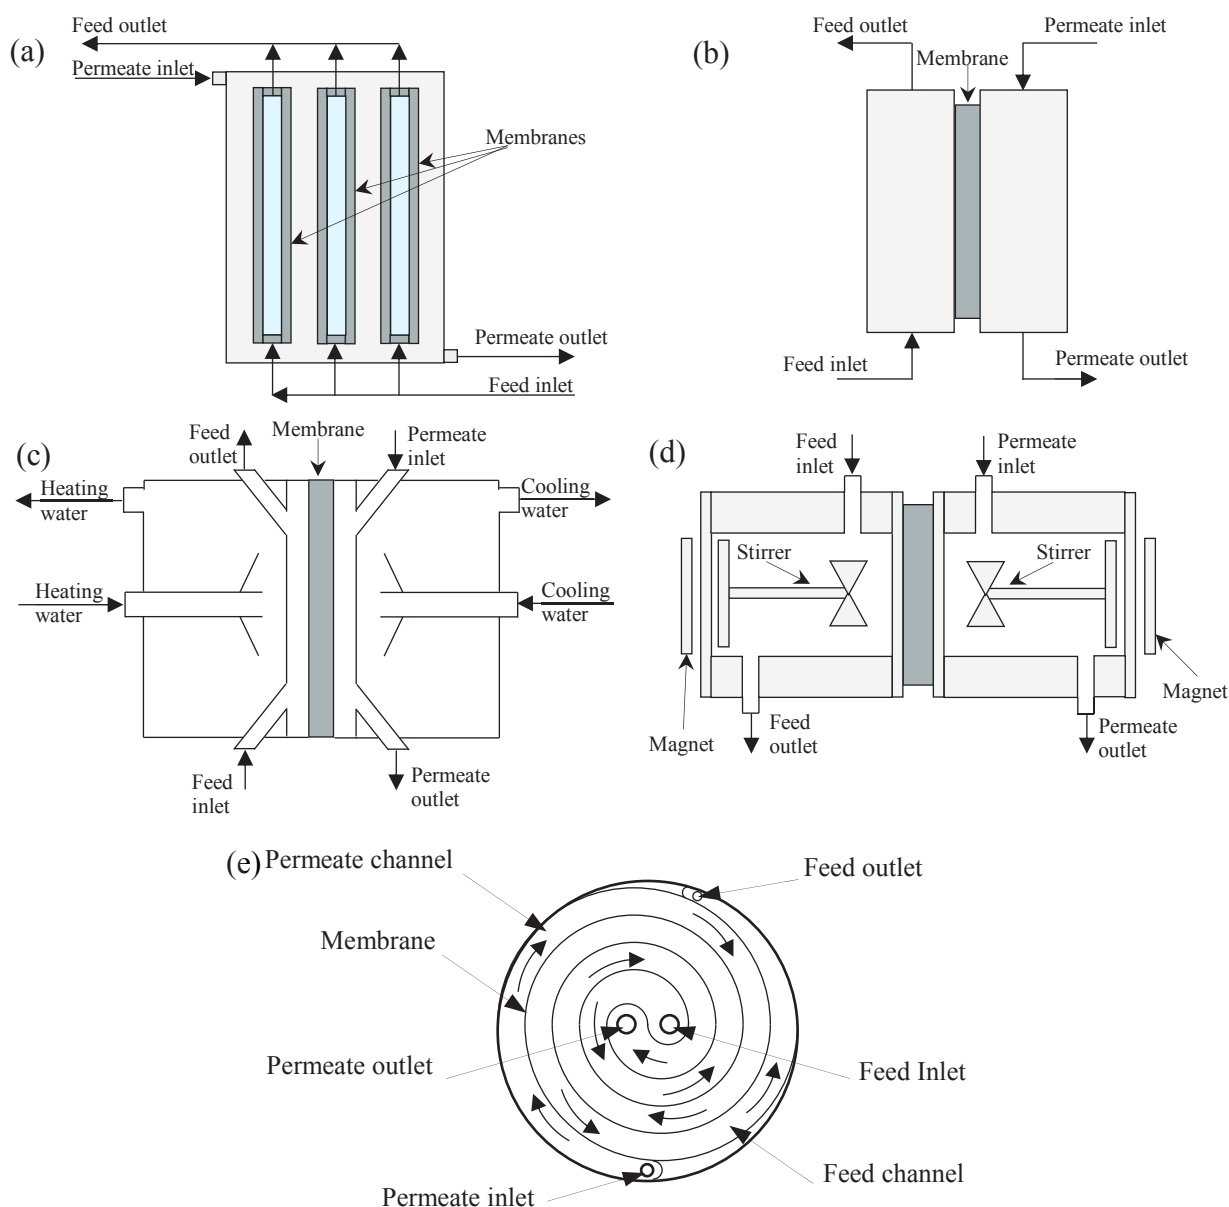 (a)
Feed outlet
Permeate inlet
Membranes
Permeate outlet
Feed inlet
(b)
Feed outlet
Permeate inlet
Membrane
Feed inlet
Permeate outlet
(c)
Feed
outlet
Membrane
Permeate
inlet
Heating
water
Cooling
water
Heating
water
Cooling
water
Feed
inlet
Permeate
outlet
(d)
Feed
inlet
Permeate
inlet
Stirrer
Stirrer
Magnet
Feed
outlet
Permeate
outlet
Magnet
(e)
Permeate channel
Feed outlet
Membrane
Permeate outlet
Feed Inlet
Feed channel
Permeate inlet